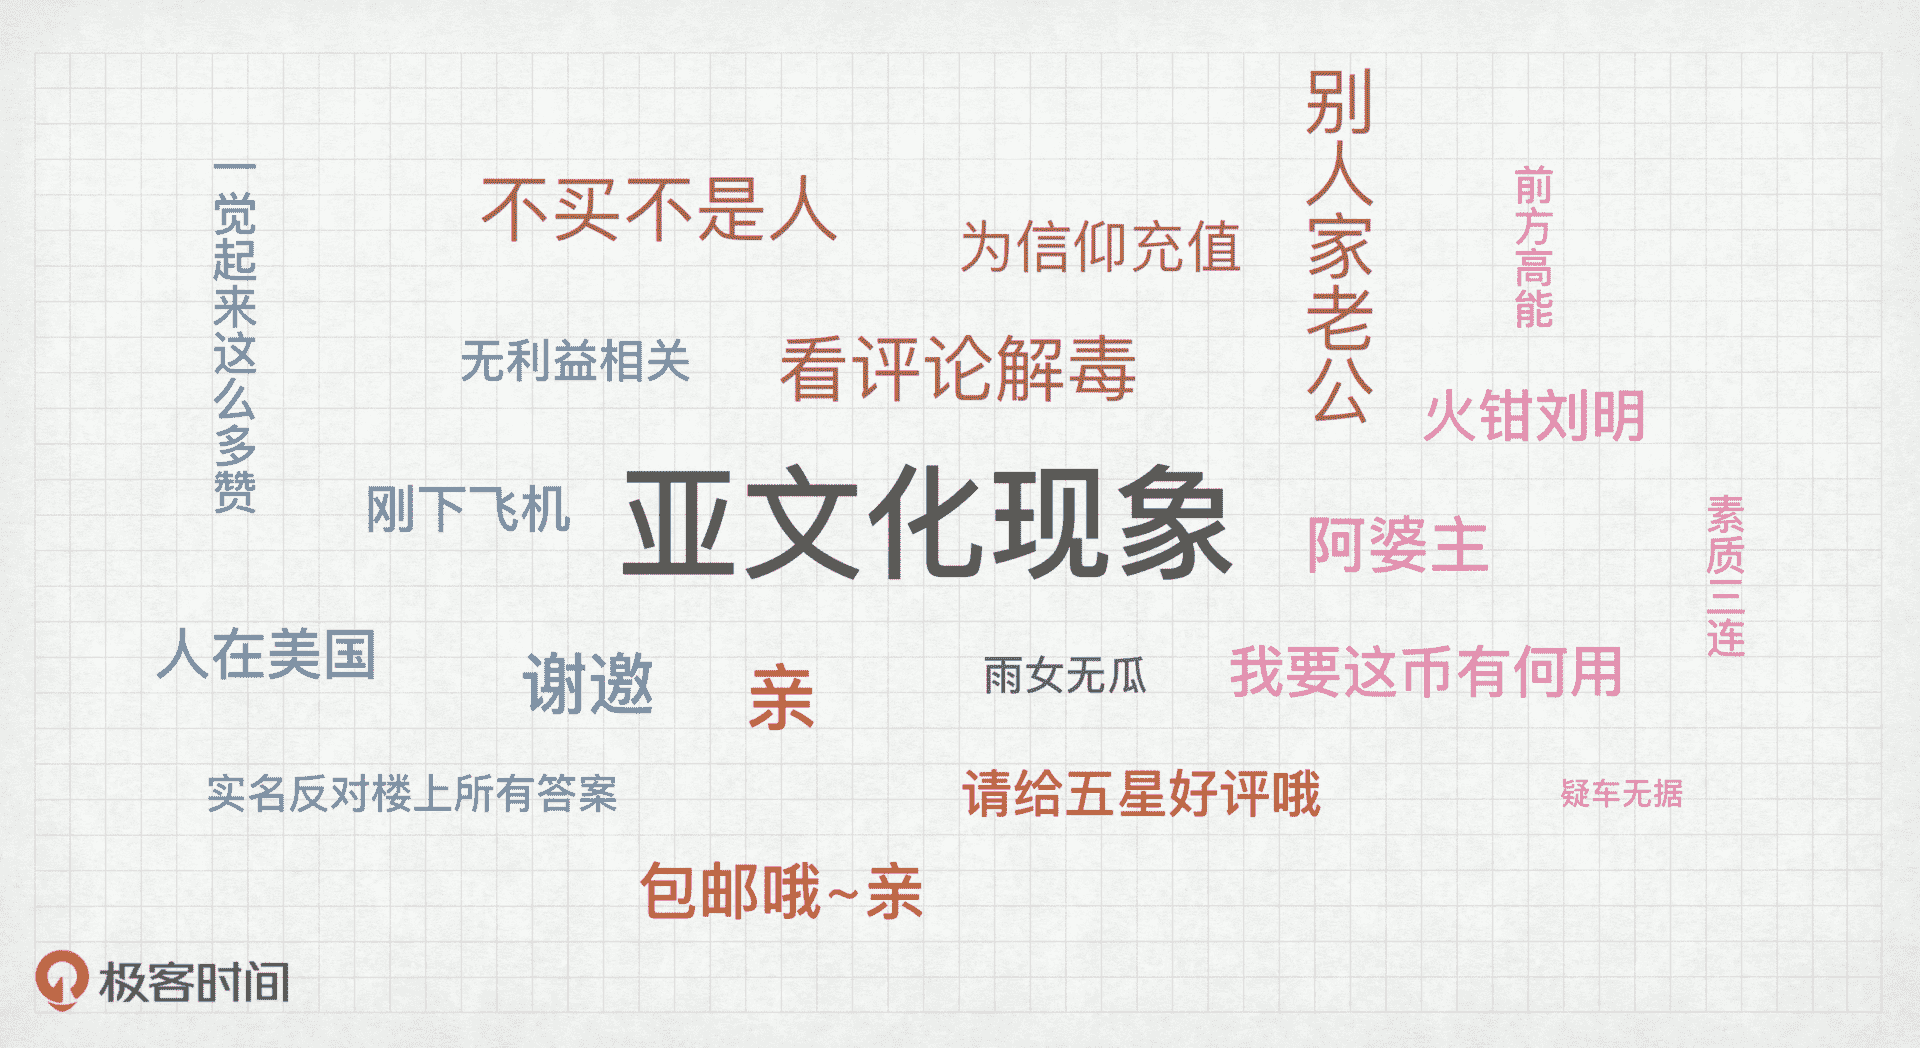 别人家老公
一觉起来这么多赞
不买不是人
为信仰充值
前方高能
无利益相关
看评论解毒
火钳刘明
刚下飞机
亚文化现象
阿婆主
素质三连
人在美国
谢邀
亲
雨女无瓜
我要这币有何用
实名反对楼上所有答案
请给五星好评哦
疑车无据
包邮哦~亲
极客时间